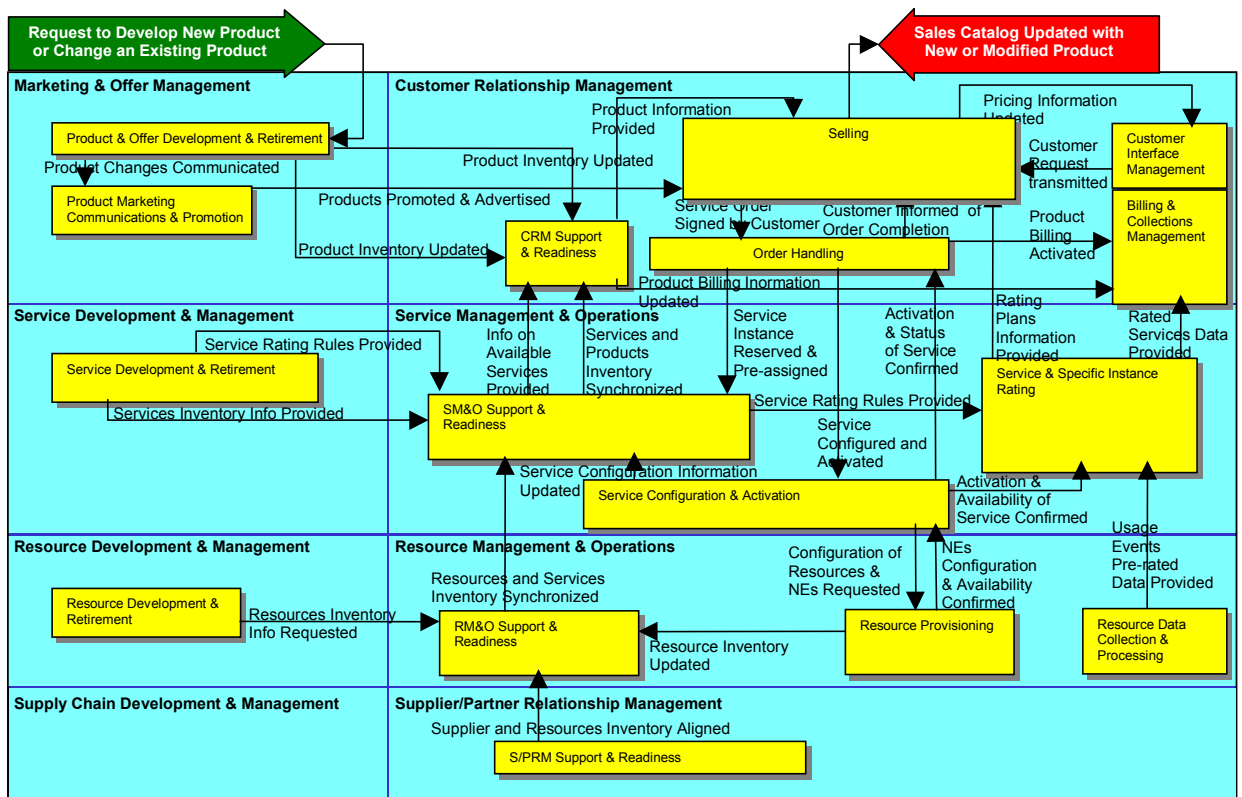 Request to Develop New Product
or Change an Existing Product
Sales Catalog Updated with
New or Modified Product
Marketing & Offer Management
Customer Relationship Management
Product & Offer Development & Retirement
Product Changes Communicated
Product Marketing
Communications & Promotion
Product Inventory Updated
Products Promoted & Advertised
Product Inventory Updated
Product Information
Provided
Selling
Pricing Information
Updated
Customer
Interface
Management
Customer
Request
transmitted
Service Order
Signed by Customer
Customer Informed of
Order Completion
Product
Billing
Activated
Billing &
Collections
Management
CRM Support
& Readiness
Order Handling
Product Billing Inormation
Updated
Service Development & Management
Service Management & Operations
Service Rating Rules Provided
Service Development & Retirement
Services Inventory Info Provided
Info on
Available
Services
Provided
Services and
Products
Inventory
Synchronized
Service
Instance
Reserved &
Pre-assigned
Activation
& Status
of Service
Confirmed
Rating
Plans
Information
Provided
Rated
Services Data
Provided
Service & Specific Instance
Rating
SM&O Support &
Readiness
Service Rating Rules Provided
Service
Configured and
Activated
Service Configuration Information
Updated
Service Configuration & Activation
Activation &
Availability of
Service Confirmed
Resource Development & Management
Resource Management & Operations
Resources and Services
Inventory Synchronized
Configuration of
Resources &
NEs Requested
NEs
Configuration
& Availability
Confirmed
Usage
Events
Pre-rated
Data Provided
Resource Development &
Retirement
Resources Inventory
Info Requested
RM&O Support &
Readiness
Resource Inventory
Updated
Resource Provisioning
Resource Data
Collection &
Processing
Supply Chain Development & Management
Supplier/Partner Relationship Management
Supplier and Resources Inventory Aligned
S/PRM Support & Readiness